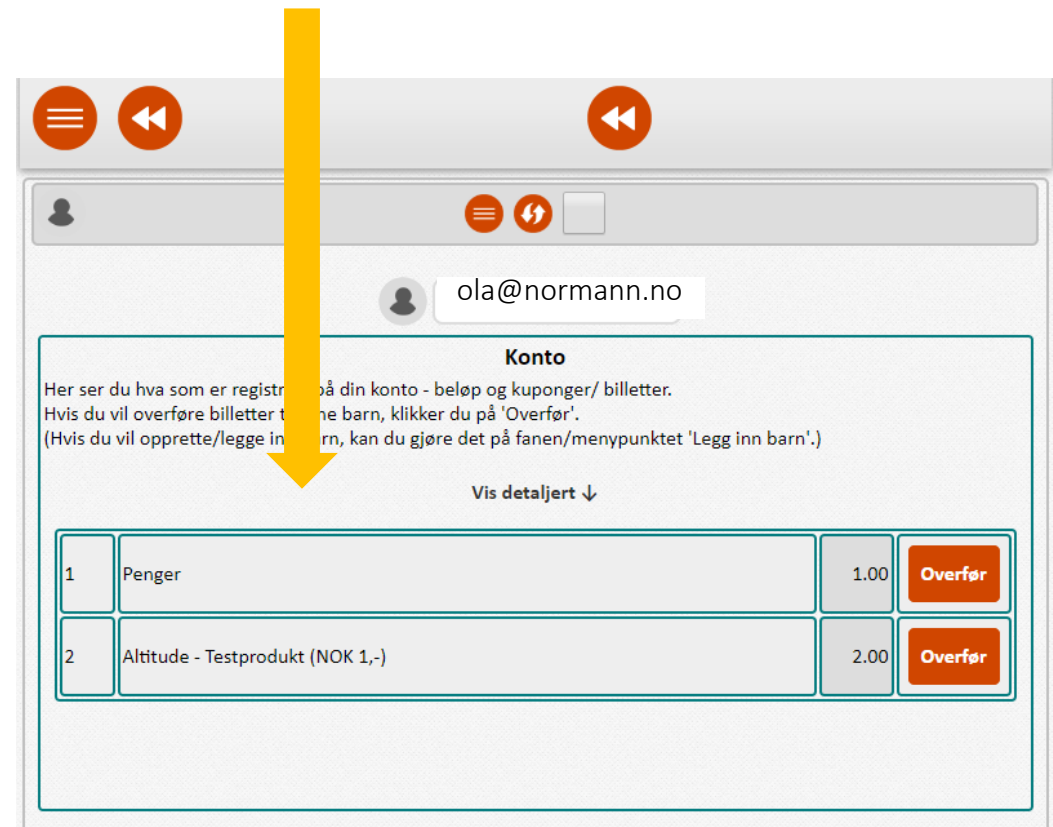 ola@normann.no
Konto
Her ser du hva som er på din konto - beløp og kuponger/ billetter.
Hvis du vil overføre billetter barn, klikker du på 'Overfør'.
(Hvis du vil opprette/legge kan du gjøre det på fanen/menypunktet 'Legg inn barn'.)
Vis detaljert ↓
1 Penger 1.00 Overfør
2 Altitude - Testprodukt (NOK 1,-) 2.00 Overfør